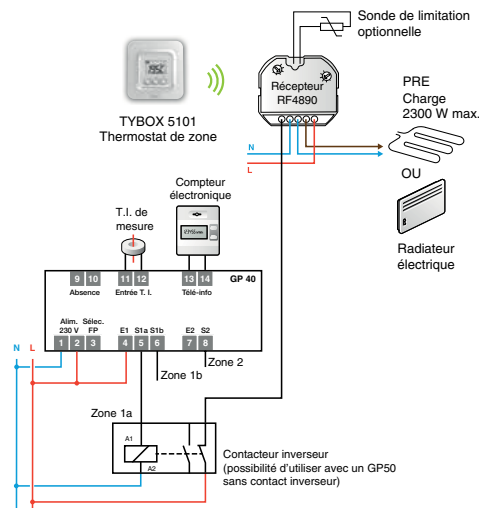 Sonde de limitation
optionnelle
Récepteur
RF4890
TYBOX 5101
Thermostat de zone
PRE
Charge
2300 W max.
N
L
OU
Radiateur
électrique
Compteur
électronique
T.I. de
mesure
9 10 11 12 13 14 GP 40
Absence Entrée T. I. Télé-info
Alim. Sélec.
230 V FP E1 S1a S1b E2 S2
1 2 3 4 5 6 7 8
N L
Zone 2
Zone 1b
Zone 1a
A1
A2
Contacteur inverseur
(possibilité d'utiliser avec un GP50
sans contact inverseur)